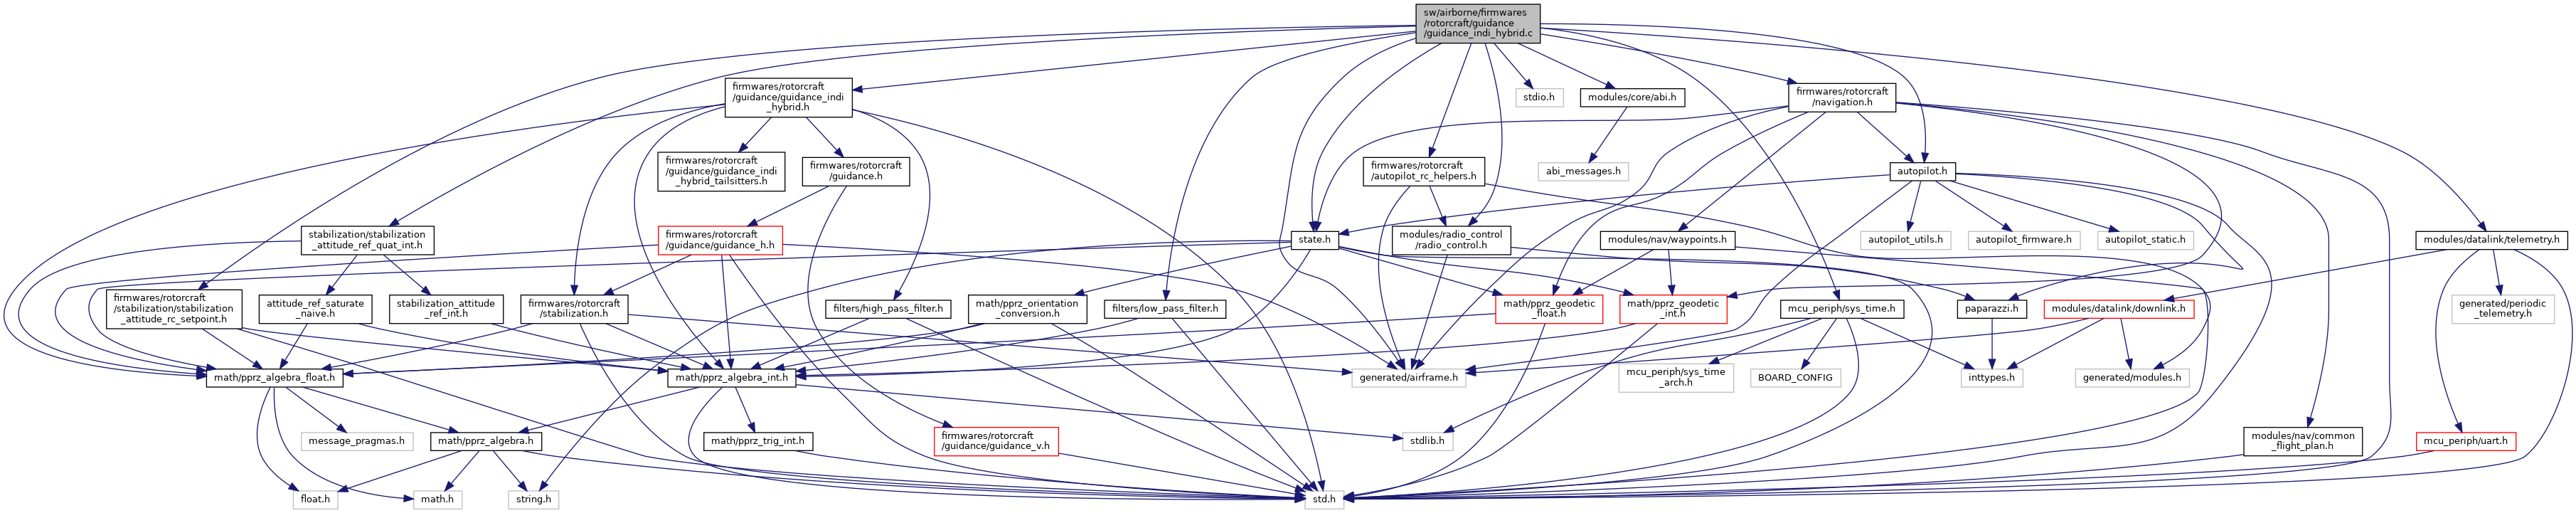 sw/airborne/firmwares
/rotorcraft/guidance
/guidance_indi_hybrid.c
firmwares/rotorcraft
/guidance/guidance_indi
_hybrid.h
stdio.h
modules/core/abi.h
firmwares/rotorcraft
/navigation.h
firmwares/rotorcraft
/guidance/guidance_indi
_hybrid_tailsitters.h
firmwares/rotorcraft
/guidance.h
firmwares/rotorcraft
/autopilot_rc_helpers.h
abi_messages.h
autopilot.h
stabilization/stabilization
_attitude_ref_quat_int.h
firmwares/rotorcraft
/guidance/guidance_h.h
state.h
modules/radio_control
/radio_control.h
modules/nav/waypoints.h
autopilot_utils.h
autopilot_firmware.h
autopilot_static.h
modules/datalink/telemetry.h
firmwares/rotorcraft
/stabilization/stabilization
_attitude_rc_setpoint.h
attitude_ref_saturate
_naive.h
stabilization_attitude
_ref_int.h
firmwares/rotorcraft
/stabilization.h
filters/high_pass_filter.h
math/pprz_orientation
_conversion.h
filters/low_pass_filter.h
math/pprz_geodetic
_float.h
math/pprz_geodetic
_int.h
mcu_periph/sys_time.h
paparazzi.h
modules/datalink/downlink.h
generated/periodic
_telemetry.h
math/pprz_algebra_float.h
math/pprz_algebra_int.h
generated/airframe.h
mcu_periph/sys_time
_arch.h
BOARD_CONFIG
inttypes.h
generated/modules.h
message_pragmas.h
math/pprz_algebra.h
math/pprz_trig_int.h
firmwares/rotorcraft
/guidance/guidance_v.h
stdlib.h
modules/nav/common
_flight_plan.h
mcu_periph/uart.h
float.h
math.h
string.h
std.h